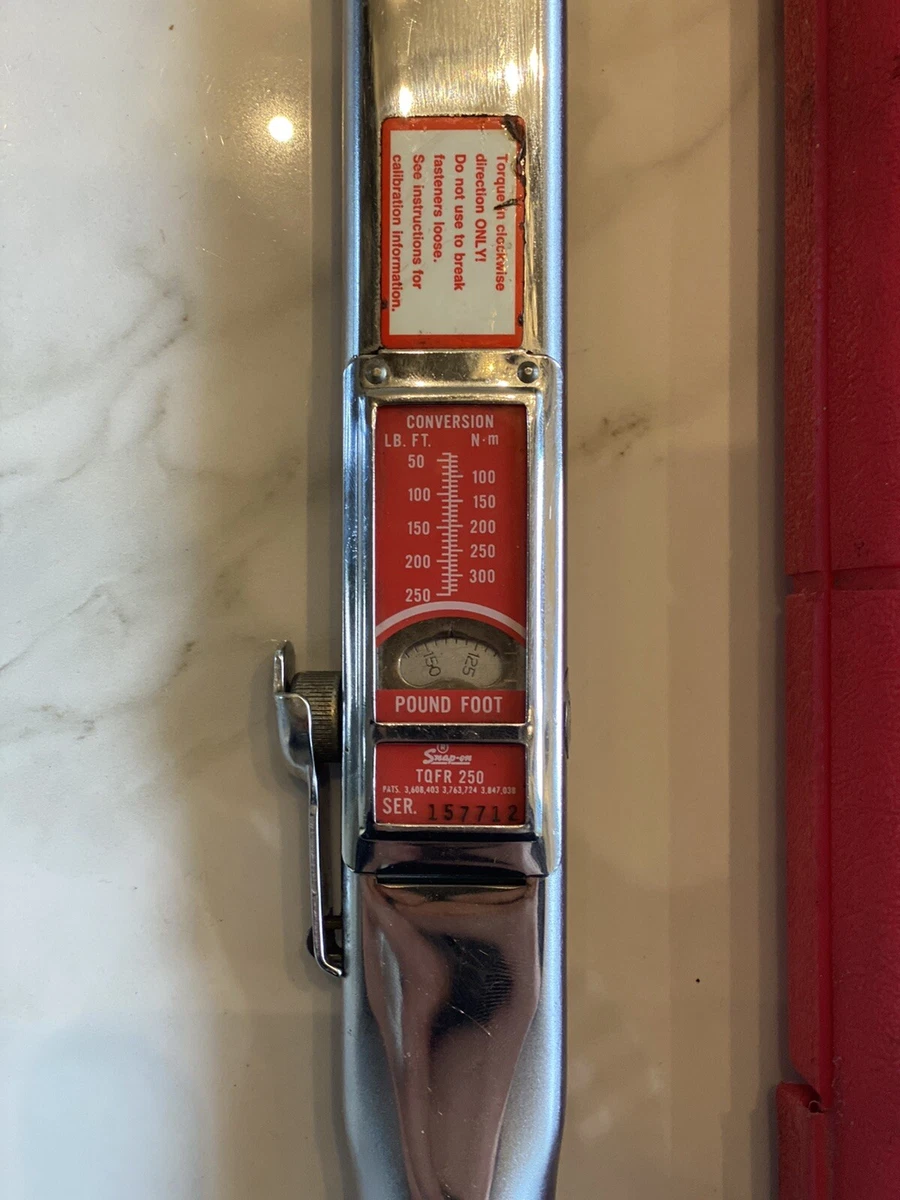 Torque in clockwise
direction ONLY!
Do not use to break
fasteners loose.
See instructions for
calibration information.
CONVERSION
LB. FT. N·m
50
100
100
150
150
200
200
250
300
250
150 125
POUND FOOT
Snap-on
TQFR 250
PATS. 3,608,403 3,763,724 3,847,038
SER. 157712